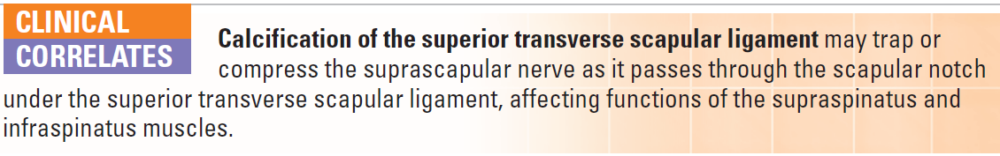 CLINICAL
CORRELATES
Calcification of the superior transverse scapular ligament may trap or
compress the suprascapular nerve as it passes through the scapular notch
under the superior transverse scapular ligament, affecting functions of the supraspinatus and
infraspinatus muscles.